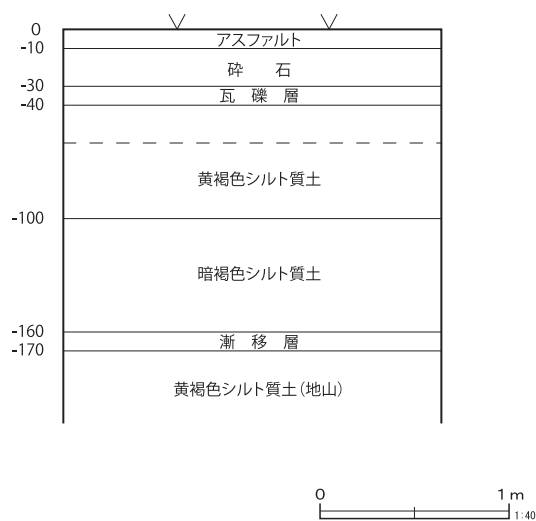 0
アスファルト
-10
砕 石
-30
瓦 礫 層
-40
黄褐色シルト質土
-100
暗褐色シルト質土
-160
漸 移 層
-170
黄褐色シルト質土(地山)
0 1m
1:40